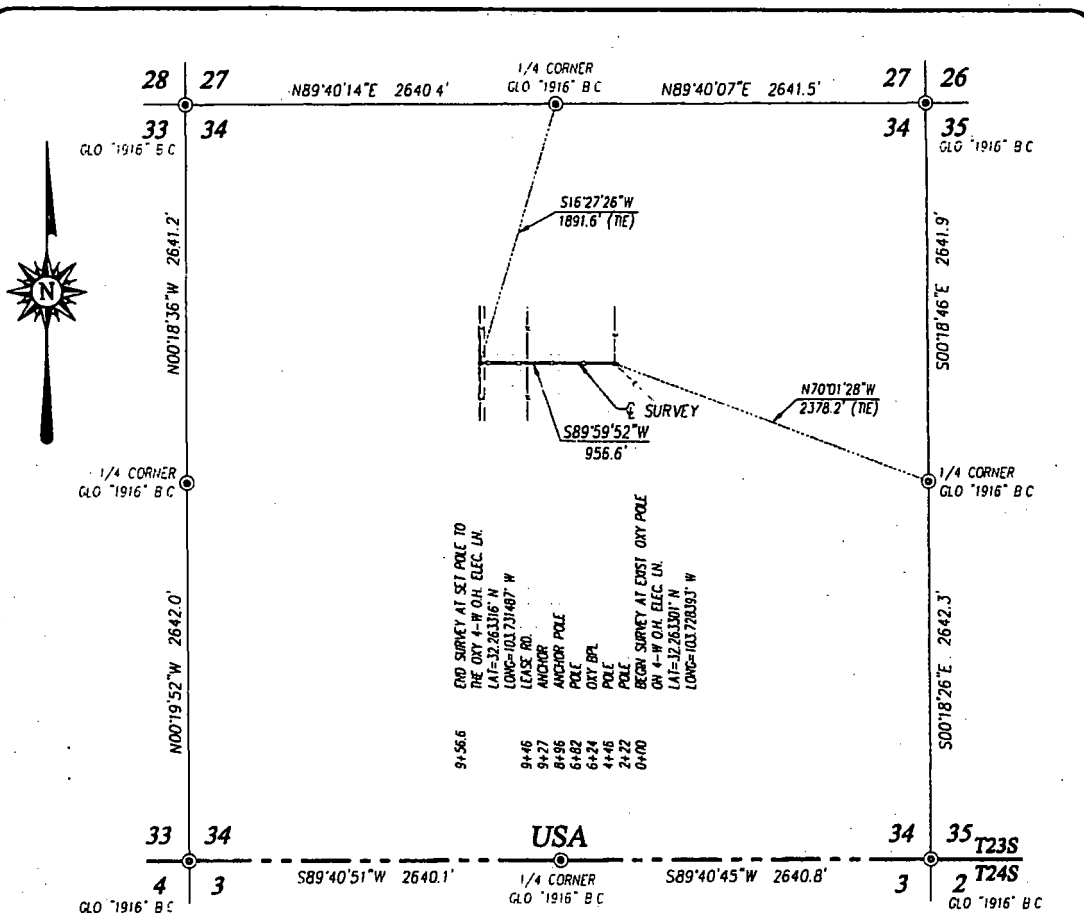 1/4 CORNER
GLO "1916" B C
28 27
N89°40'14"E 2640 4'
N89°40'07"E 2641.5'
27 26
33 34
GLO "1916" B C
34 35
GLO "1916" B C
S16°27'26"W
1891.6' (TIE)
N00°18'36"W 2641.2'
S00°18'46"E 2641.9'
N
N70°01'28"W
2378.2' (TIE)
℄ SURVEY
S89°59'52"W
956.6'
1/4 CORNER
GLO "1916" B C
1/4 CORNER
GLO "1916" B C
9+56.6 END SURVEY AT SET POLE TO
THE OXY 4-W O.H. ELEC. LN.
LAT=32.263316° N
LONG=103.731487° W
9+46 LEASE RD.
9+27 ANCHOR
8+96 ANCHOR POLE
6+82 POLE
6+24 OXY BPL
4+46 POLE
2+22 POLE
0+00 BEGIN SURVEY AT EXIST OXY POLE
ON 4-W O.H. ELEC. LN.
LAT=32.263301° N
LONG=103.728393° W
N00°19'52"W 2642.0'
S00°18'26"E. 2642.3'
33 34
USA
34 35 T23S
4 3
S89°40'51"W 2640.1'
1/4 CORNER
GLO "1916" B C
S89°40'45"W 2640.8'
3 2 T24S
GLO "1916" B C
GLO "1916" B C